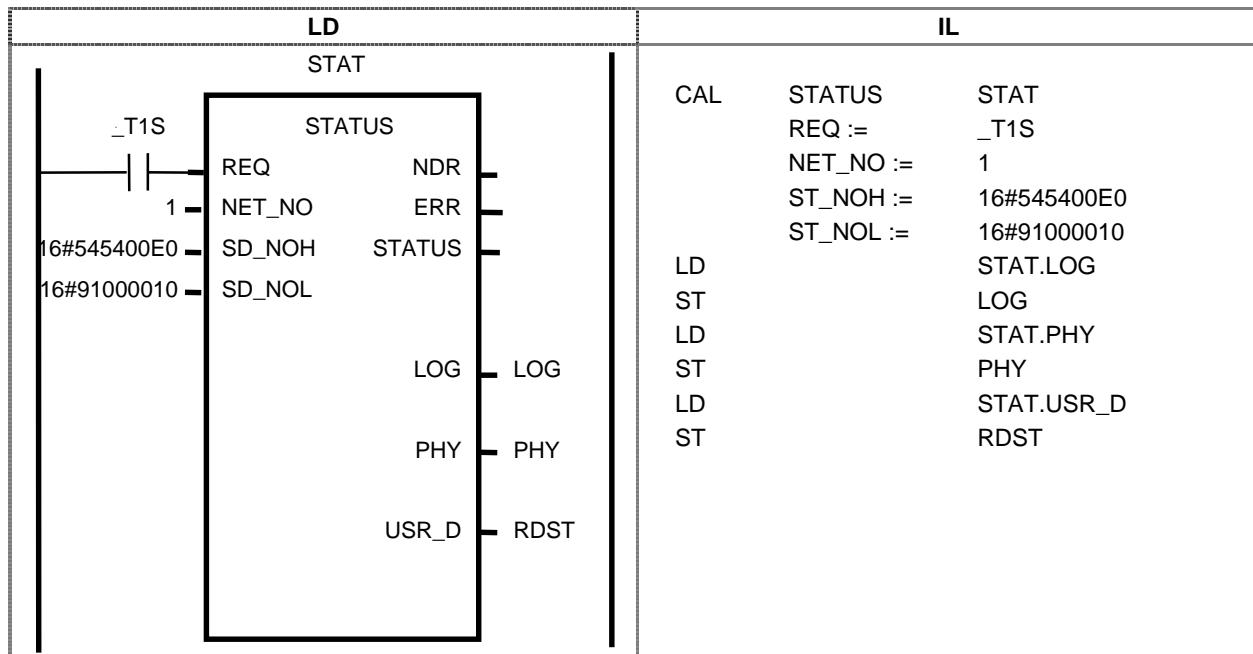 LD
IL
STAT
_T1S
STATUS
REQ NDR
1 NET_NO ERR
16#545400E0 SD_NOH STATUS
16#91000010 SD_NOL
LOG LOG
PHY PHY
USR_D RDST
CAL STATUS STAT
REQ := _T1S
NET_NO := 1
ST_NOH := 16#545400E0
ST_NOL := 16#91000010
LD STAT.LOG
ST LOG
LD STAT.PHY
ST PHY
LD STAT.USR_D
ST RDST